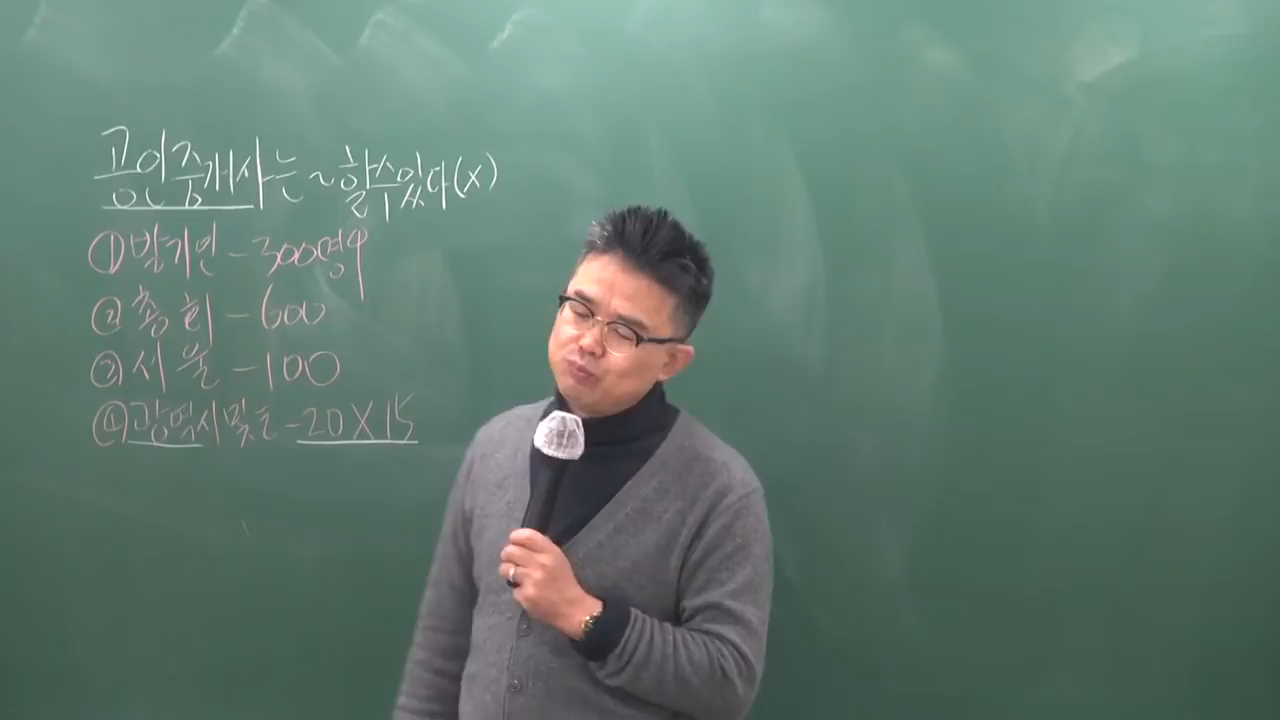 공인중개사는 ~ 할수있다(X)
① 발기인 - 300명
② 총회 - 600
③ 서울 - 100
④ 광역시및도 - 20 X 15